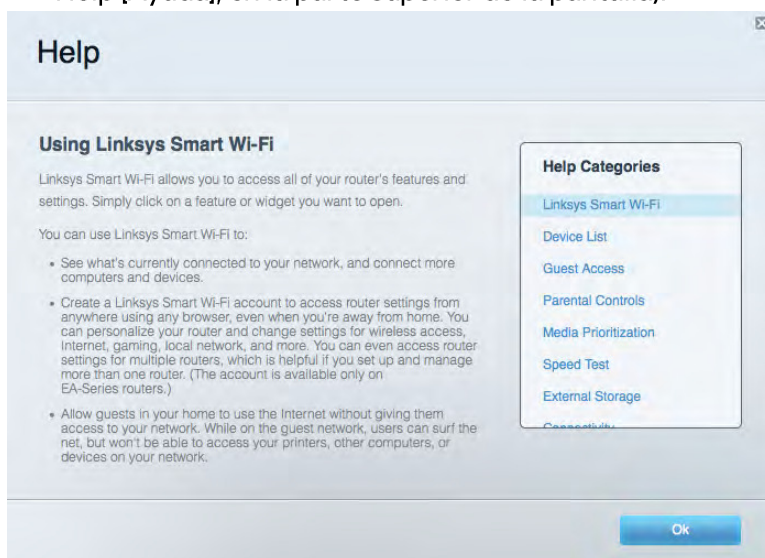 Help
Using Linksys Smart Wi-Fi
Linksys Smart Wi-Fi allows you to access all of your router's features and
settings. Simply click on a feature or widget you want to open.
You can use Linksys Smart Wi-Fi to:
• See what's currently connected to your network, and connect more
computers and devices.
• Create a Linksys Smart Wi-Fi account to access router settings from
anywhere using any browser, even when you're away from home. You
can personalize your router and change settings for wireless access,
Internet, gaming, local network, and more. You can even access router
settings for multiple routers, which is helpful if you set up and manage
more than one router. (The account is available only on
EA-Series routers.)
• Allow guests in your home to use the Internet without giving them
access to your network. While on the guest network, users can surf the
net, but won't be able to access your printers, other computers, or
devices on your network.
Help Categories
Linksys Smart Wi-Fi
Device List
Guest Access
Parental Controls
Media Prioritization
Speed Test
External Storage
Connectivity
Ok